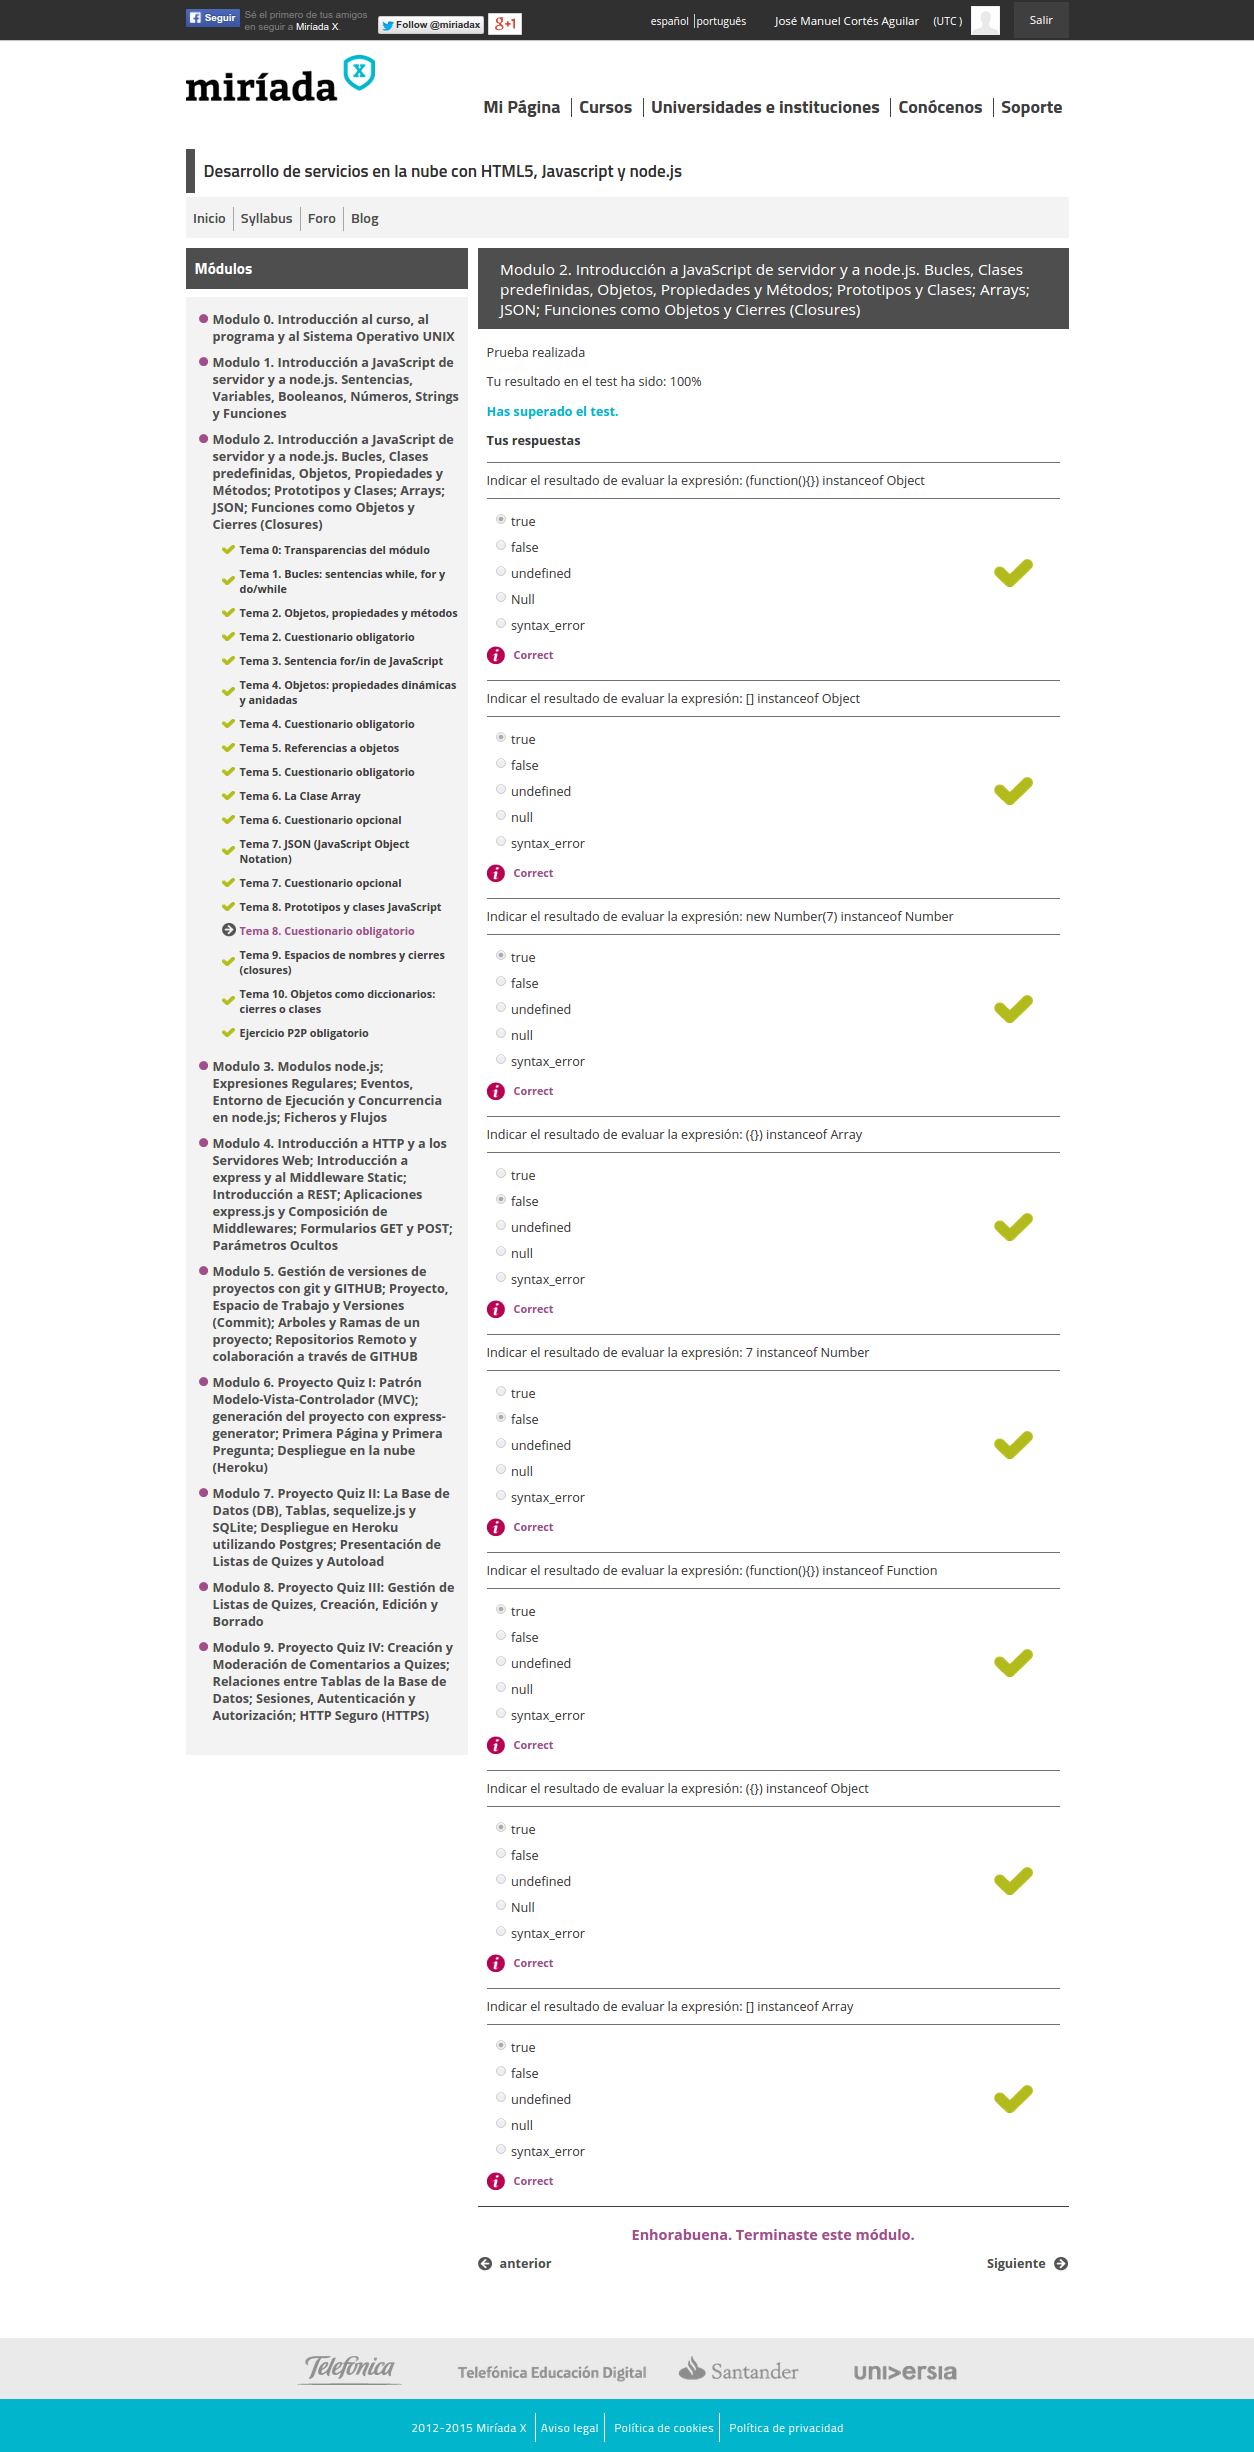 Seguir
Sé el primero de tus amigos
en seguir a Miríada X.
Follow @miriadax
g+1
español
português
José Manuel Cortés Aguilar
(UTC )
Salir
miríada X
Mi Página
Cursos
Universidades e instituciones
Conócenos
Soporte
Desarrollo de servicios en la nube con HTML5, Javascript y node.js
Inicio
Syllabus
Foro
Blog
Módulos
Modulo 0. Introducción al curso, al
programa y al Sistema Operativo UNIX
Modulo 1. Introducción a JavaScript de
servidor y a node.js. Sentencias,
Variables, Booleanos, Números, Strings
y Funciones
Modulo 2. Introducción a JavaScript de
servidor y a node.js. Bucles, Clases
predefinidas, Objetos, Propiedades y
Métodos; Prototipos y Clases; Arrays;
JSON; Funciones como Objetos y
Cierres (Closures)
Tema 0: Transparencias del módulo
Tema 1. Bucles: sentencias while, for y
do/while
Tema 2. Objetos, propiedades y métodos
Tema 2. Cuestionario obligatorio
Tema 3. Sentencia for/in de JavaScript
Tema 4. Objetos: propiedades dinámicas
y anidadas
Tema 4. Cuestionario obligatorio
Tema 5. Referencias a objetos
Tema 5. Cuestionario obligatorio
Tema 6. La Clase Array
Tema 6. Cuestionario opcional
Tema 7. JSON (JavaScript Object
Notation)
Tema 7. Cuestionario opcional
Tema 8. Prototipos y clases JavaScript
Tema 8. Cuestionario obligatorio
Tema 9. Espacios de nombres y cierres
(closures)
Tema 10. Objetos como diccionarios:
cierres o clases
Ejercicio P2P obligatorio
Modulo 3. Modulos node.js;
Expresiones Regulares; Eventos,
Entorno de Ejecución y Concurrencia
en node.js; Ficheros y Flujos
Modulo 4. Introducción a HTTP y a los
Servidores Web; Introducción a
express y al Middleware Static;
Introducción a REST; Aplicaciones
express.js y Composición de
Middlewares; Formularios GET y POST;
Parámetros Ocultos
Modulo 5. Gestión de versiones de
proyectos con git y GITHUB; Proyecto,
Espacio de Trabajo y Versiones
(Commit); Arboles y Ramas de un
proyecto; Repositorios Remoto y
colaboración a través de GITHUB
Modulo 6. Proyecto Quiz I: Patrón
Modelo-Vista-Controlador (MVC);
generación del proyecto con express-
generator; Primera Página y Primera
Pregunta; Despliegue en la nube
(Heroku)
Modulo 7. Proyecto Quiz II: La Base de
Datos (DB), Tablas, sequelize.js y
SQLite; Despliegue en Heroku
utilizando Postgres; Presentación de
Listas de Quizes y Autoload
Modulo 8. Proyecto Quiz III: Gestión de
Listas de Quizes, Creación, Edición y
Borrado
Modulo 9. Proyecto Quiz IV: Creación y
Moderación de Comentarios a Quizes;
Relaciones entre Tablas de la Base de
Datos; Sesiones, Autenticación y
Autorización; HTTP Seguro (HTTPS)
Modulo 2. Introducción a JavaScript de servidor y a node.js. Bucles, Clases
predefinidas, Objetos, Propiedades y Métodos; Prototipos y Clases; Arrays;
JSON; Funciones como Objetos y Cierres (Closures)
Prueba realizada
Tu resultado en el test ha sido: 100%
Has superado el test.
Tus respuestas
Indicar el resultado de evaluar la expresión: (function(){}) instanceof Object
true
false
undefined
Null
syntax_error
Correct
Indicar el resultado de evaluar la expresión: [] instanceof Object
true
false
undefined
null
syntax_error
Correct
Indicar el resultado de evaluar la expresión: new Number(7) instanceof Number
true
false
undefined
null
syntax_error
Correct
Indicar el resultado de evaluar la expresión: ({}) instanceof Array
true
false
undefined
null
syntax_error
Correct
Indicar el resultado de evaluar la expresión: 7 instanceof Number
true
false
undefined
null
syntax_error
Correct
Indicar el resultado de evaluar la expresión: (function(){}) instanceof Function
true
false
undefined
null
syntax_error
Correct
Indicar el resultado de evaluar la expresión: ({}) instanceof Object
true
false
undefined
Null
syntax_error
Correct
Indicar el resultado de evaluar la expresión: [] instanceof Array
true
false
undefined
null
syntax_error
Correct
Enhorabuena. Terminaste este módulo.
anterior
Siguiente
Telefónica
Telefónica Educación Digital
Santander
uni>ersia
2012-2015 Miríada X
Aviso legal
Política de cookies
Política de privacidad